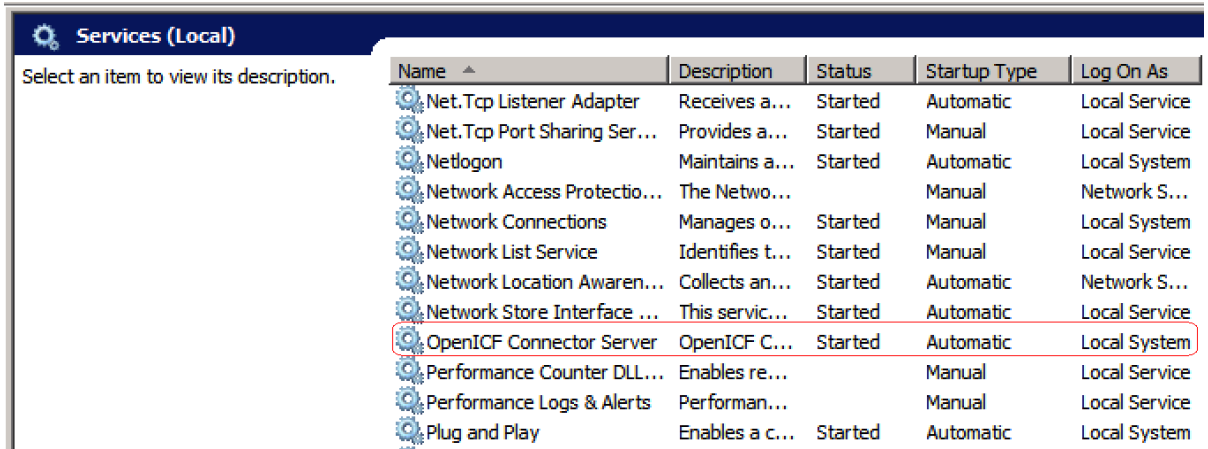 Services (Local)
Select an item to view its description.
Name Description Status Startup Type Log On As
Net.Tcp Listener Adapter Receives a... Started Automatic Local Service
Net.Tcp Port Sharing Ser... Provides a... Started Manual Local Service
Netlogon Maintains a... Started Automatic Local System
Network Access Protectio... The Netwo... Manual Network S...
Network Connections Manages o... Started Manual Local System
Network List Service Identifies t... Started Manual Local Service
Network Location Awaren... Collects an... Started Automatic Network S...
Network Store Interface ... This servic... Started Automatic Local Service
OpenICF Connector Server OpenICF C... Started Automatic Local System
Performance Counter DLL... Enables re... Manual Local Service
Performance Logs & Alerts Performan... Manual Local Service
Plug and Play Enables a c... Started Automatic Local System